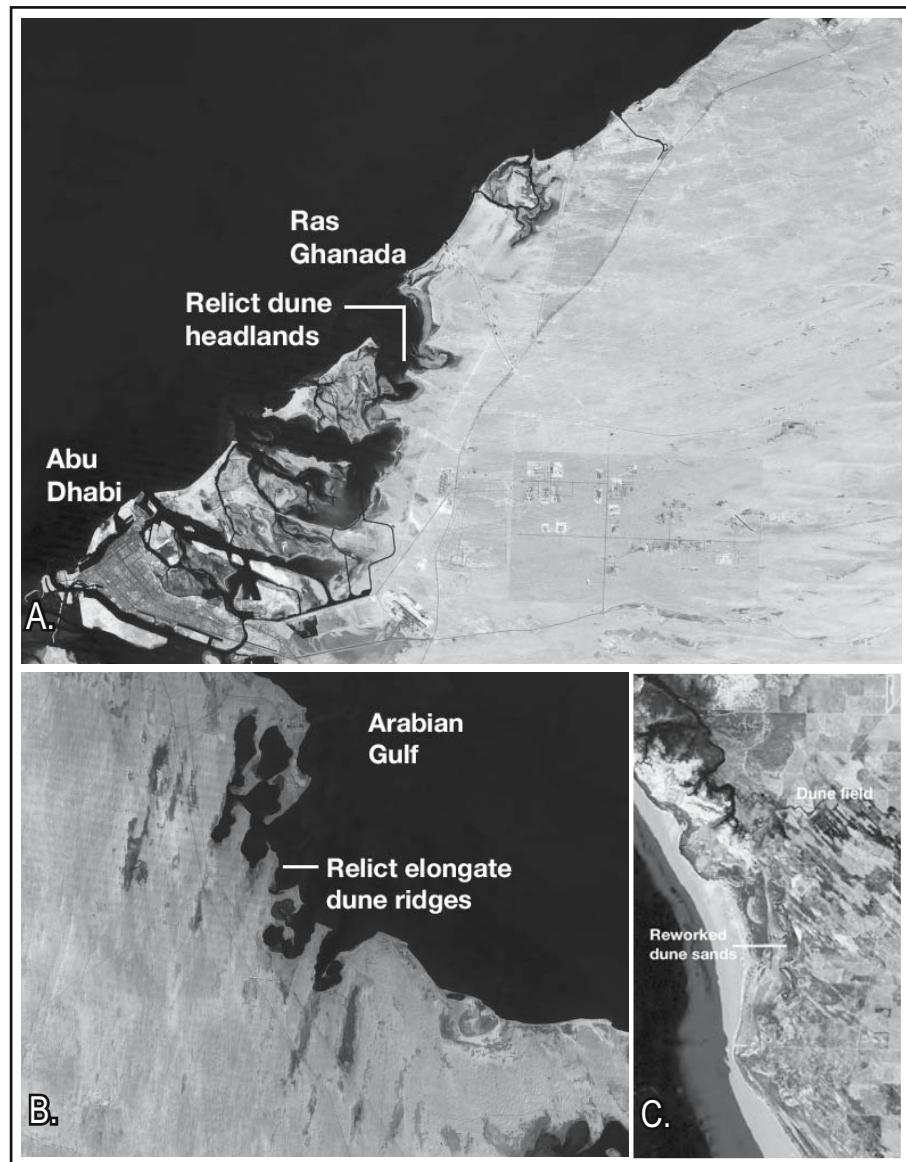 Ras
Ghanada
Relict dune
headlands
Abu
Dhabi
A.
Arabian
Gulf
Relict elongate
dune ridges
B.
Dune field
Reworked
dune sands
C.